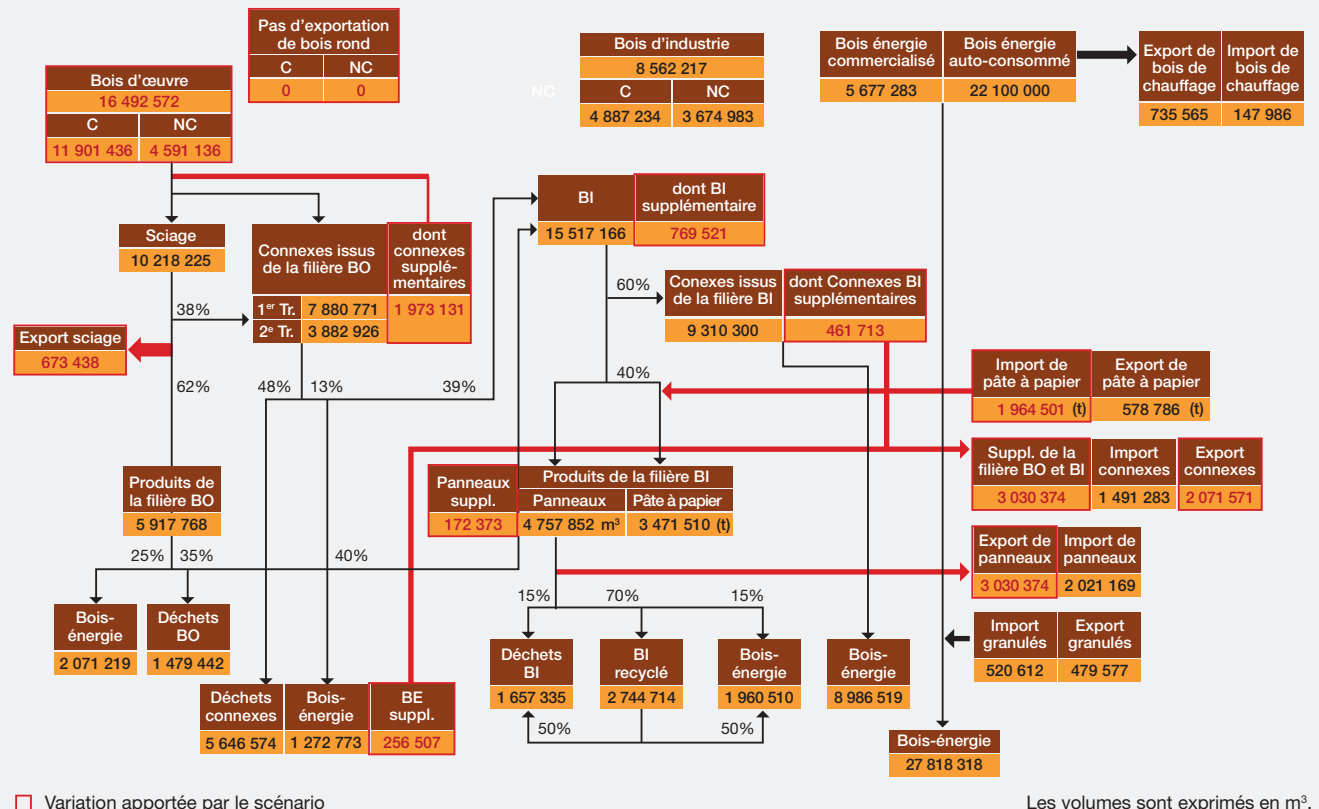 Pas d'exportation
de bois rond
C NC
0 0
Bois d'œuvre
16 492 572
C NC
11 901 436 4 591 136
Bois d'industrie
8 562 217
NC
C NC
4 887 234 3 674 983
Bois énergie
commercialisé
5 677 283
Bois énergie
auto-consommé
22 100 000
Export de
bois de
chauffage
735 565
Import de
bois de
chauffage
147 986
Sciage
10 218 225
Connexes issus
de la filière BO
1er Tr. 7 880 771
2e Tr. 3 882 926
dont
connexes
supplé-
mentaires
1 973 131
BI
15 517 166
dont BI
supplémentaire
769 521
60%
Conexes issus
de la filière BI
9 310 300
dont Connexes BI
supplémentaires
461 713
38%
Export sciage
673 438
62%
48% 13% 39%
40%
Import de
pâte à papier
1 964 501 (t)
Export de
pâte à papier
578 786 (t)
Suppl. de la
filière BO et BI
3 030 374
Import
connexes
1 491 283
Export
connexes
2 071 571
Produits de
la filière BO
5 917 768
Panneaux
suppl.
172 373
Produits de la filière BI
Panneaux Pâte à papier
4 757 852 m³ 3 471 510 (t)
25% 35% 40%
Export de
panneaux
3 030 374
Import de
panneaux
2 021 169
15% 70% 15%
Bois-
énergie
2 071 219
Déchets
BO
1 479 442
Import
granulés
520 612
Export
granulés
479 577
Déchets
BI
1 657 335
BI
recyclé
2 744 714
Bois-
énergie
1 960 510
Bois-
énergie
8 986 519
50% 50%
Déchets
connexes
5 646 574
Bois-
énergie
1 272 773
BE
suppl.
256 507
Bois-énergie
27 818 318
Variation apportée par le scénario
Les volumes sont exprimés en m³.